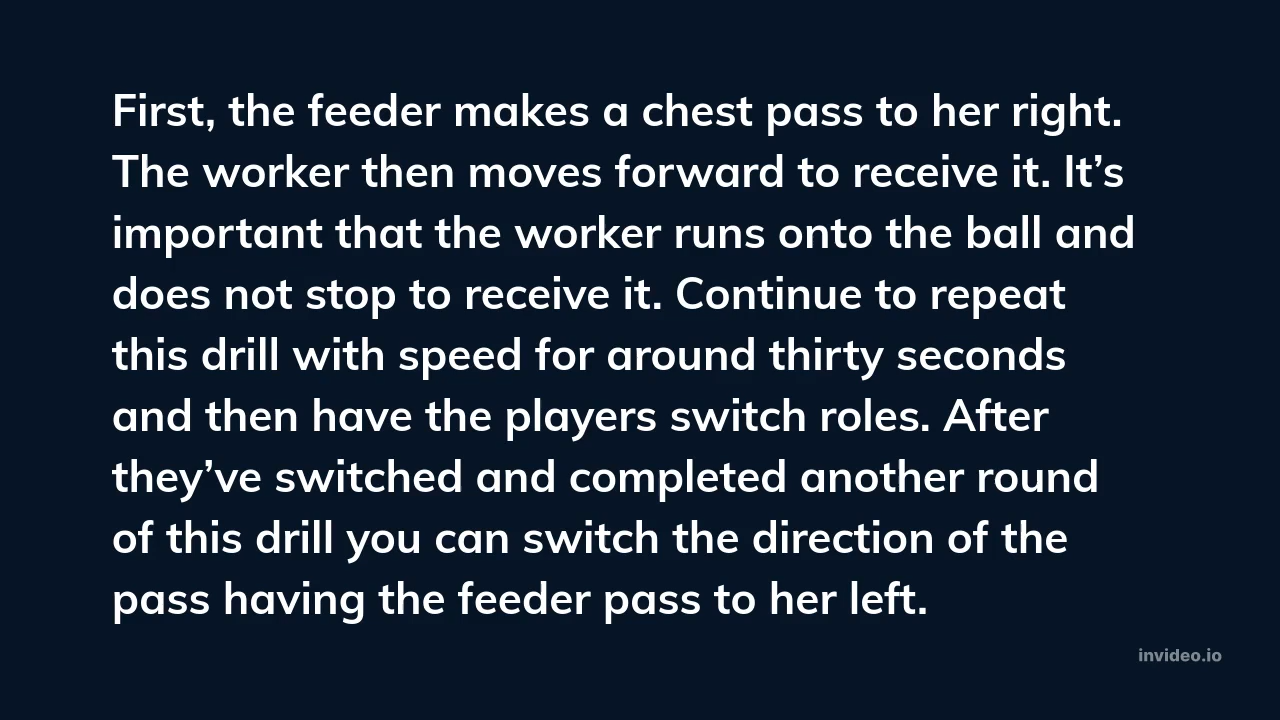 First, the feeder makes a chest pass to her right.
The worker then moves forward to receive it. It’s
important that the worker runs onto the ball and
does not stop to receive it. Continue to repeat
this drill with speed for around thirty seconds
and then have the players switch roles. After
they’ve switched and completed another round
of this drill you can switch the direction of the
pass having the feeder pass to her left.
invideo.io